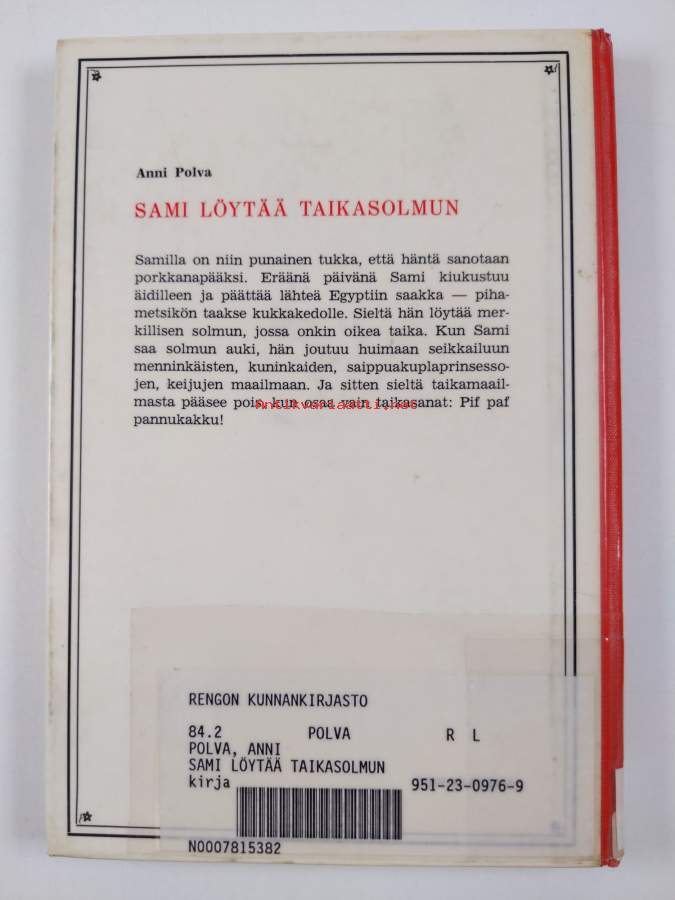 Anni Polva
SAMI LÖYTÄÄ TAIKASOLMUN
Samilla on niin punainen tukka, että häntä sanotaan
porkkanapääksi. Eräänä päivänä Sami kiukustuu
äidilleen ja päättää lähteä Egyptiin saakka — piha-
metsikön taakse kukkakedolle. Sieltä hän löytää mer-
killisen solmun, jossa onkin oikea taika. Kun Sami
saa solmun auki, hän joutuu huimaan seikkailuun
menninkäisten, kuninkaiden, saippuakuplaprinsesso-
jen, keijujen maailmaan. Ja sitten sieltä taikamaail-
masta pääsee pois, kun osaa vain taikasanat: Pif paf
Antikvariaatti.net
pannukakku!
RENGON KUNNANKIRJASTO
84.2 POLVA R L
POLVA, ANNI
SAMI LÖYTÄÄ TAIKASOLMUN
kirja 951-23-0976-9
N0007815382